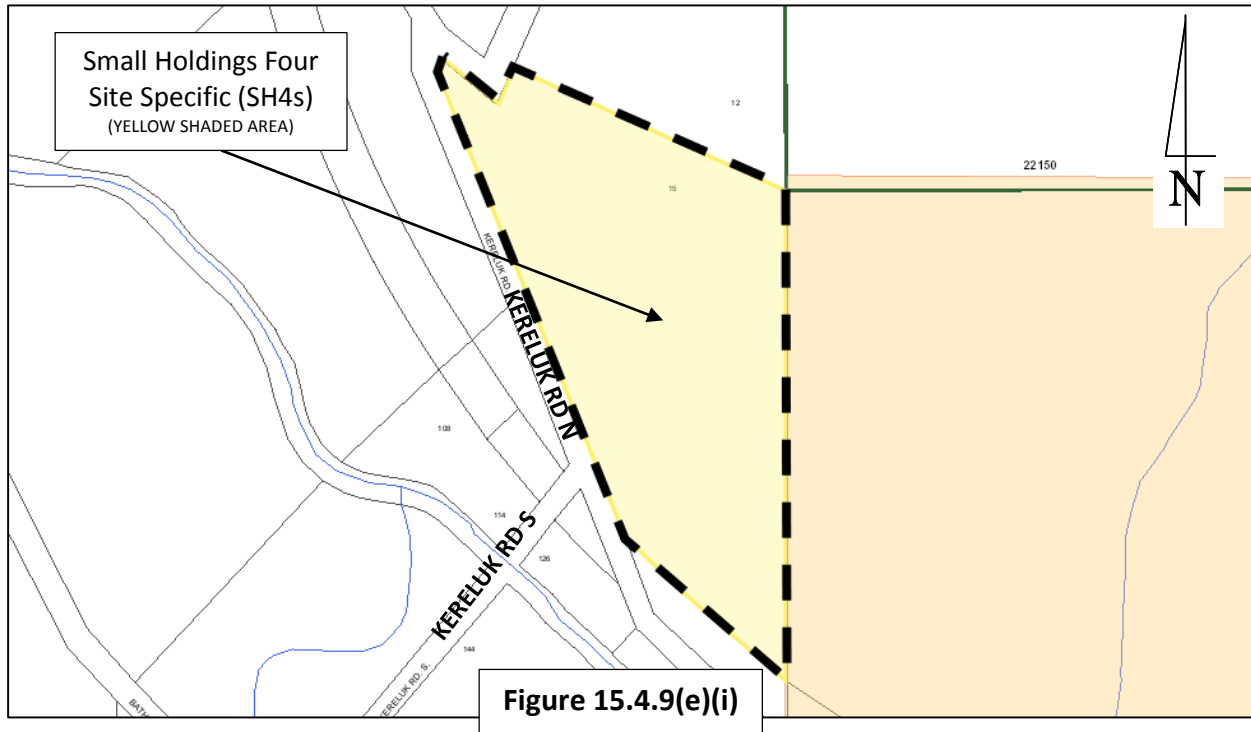 Small Holdings Four
Site Specific (SH4s)
(YELLOW SHADED AREA)
12
22150
N
15
KERELUK RD.
KERELUK RD N
108
114
126
KERELUK RD S
144
KERELUK RD. S.
BATH
Figure 15.4.9(e)(i)